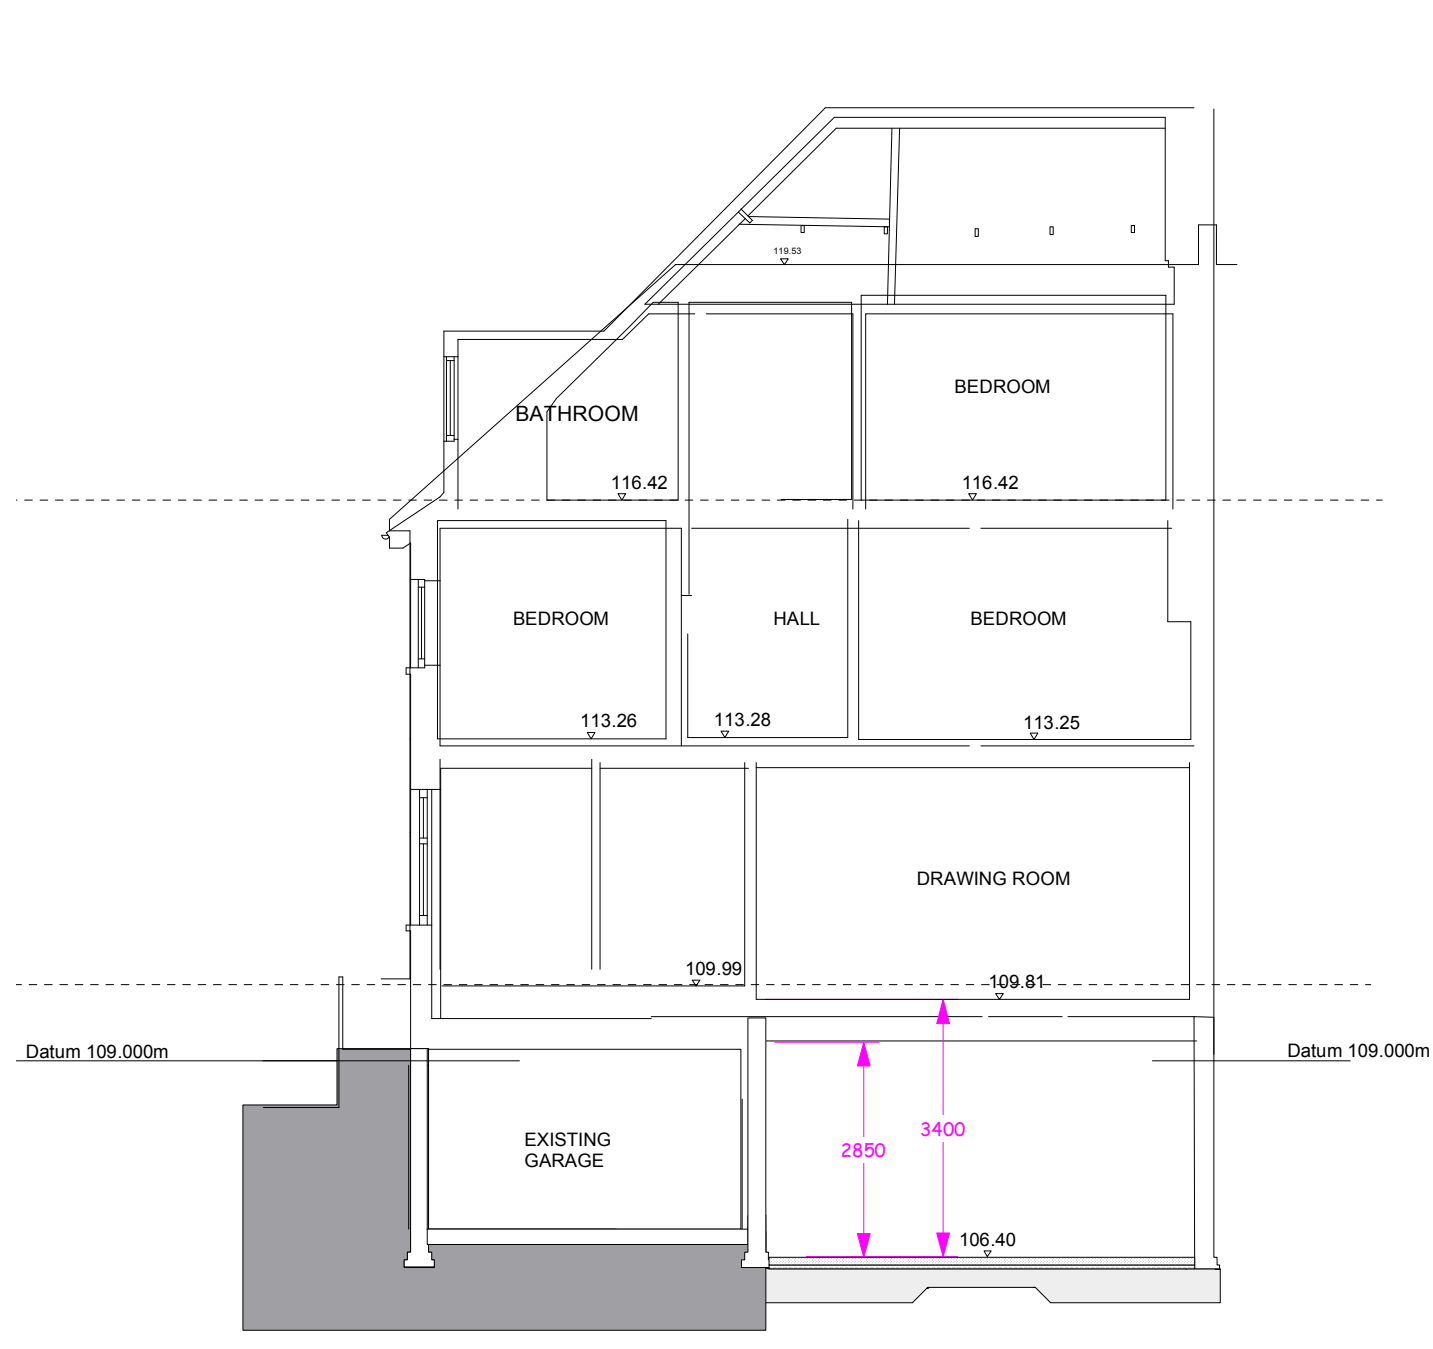 119.53
BEDROOM
BATHROOM
116.42
116.42
BEDROOM
HALL
BEDROOM
113.26
113.28
113.25
DRAWING ROOM
109.99
109.81
Datum 109.000m
Datum 109.000m
3400
EXISTING
GARAGE
2850
106.40